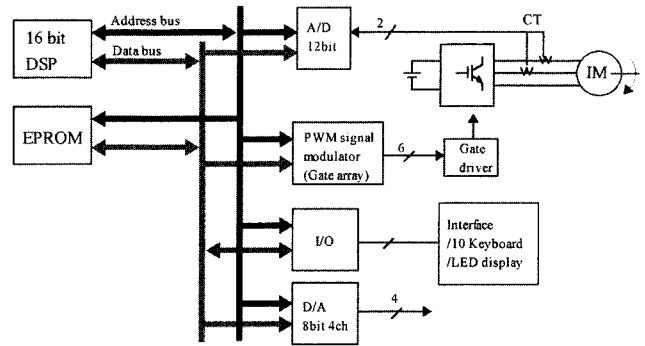 16 bit
DSP
Address bus
Data bus
A/D
12bit
2
CT
IM
EPROM
PWM signal
modulator
(Gate array)
6
Gate
driver
I/O
Interface
/10 Keyboard
/LED display
D/A
8bit 4ch
4